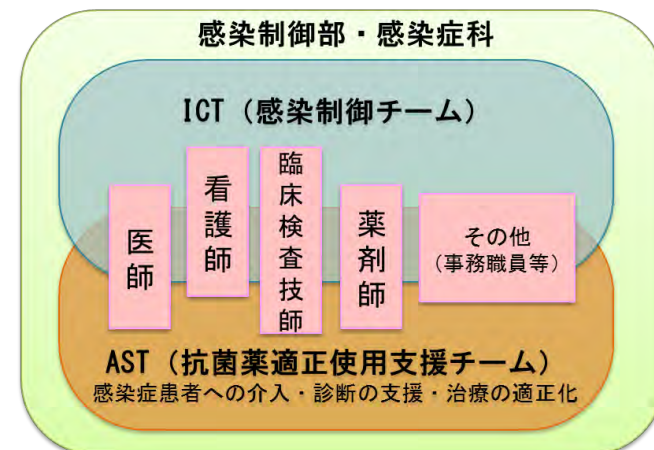 感染制御部・感染症科
ICT（感染制御チーム）
医師
看護師
臨床検査技師
薬剤師
その他
（事務職員等）
AST（抗菌薬適正使用支援チーム）
感染症患者への介入・診断の支援・治療の適正化